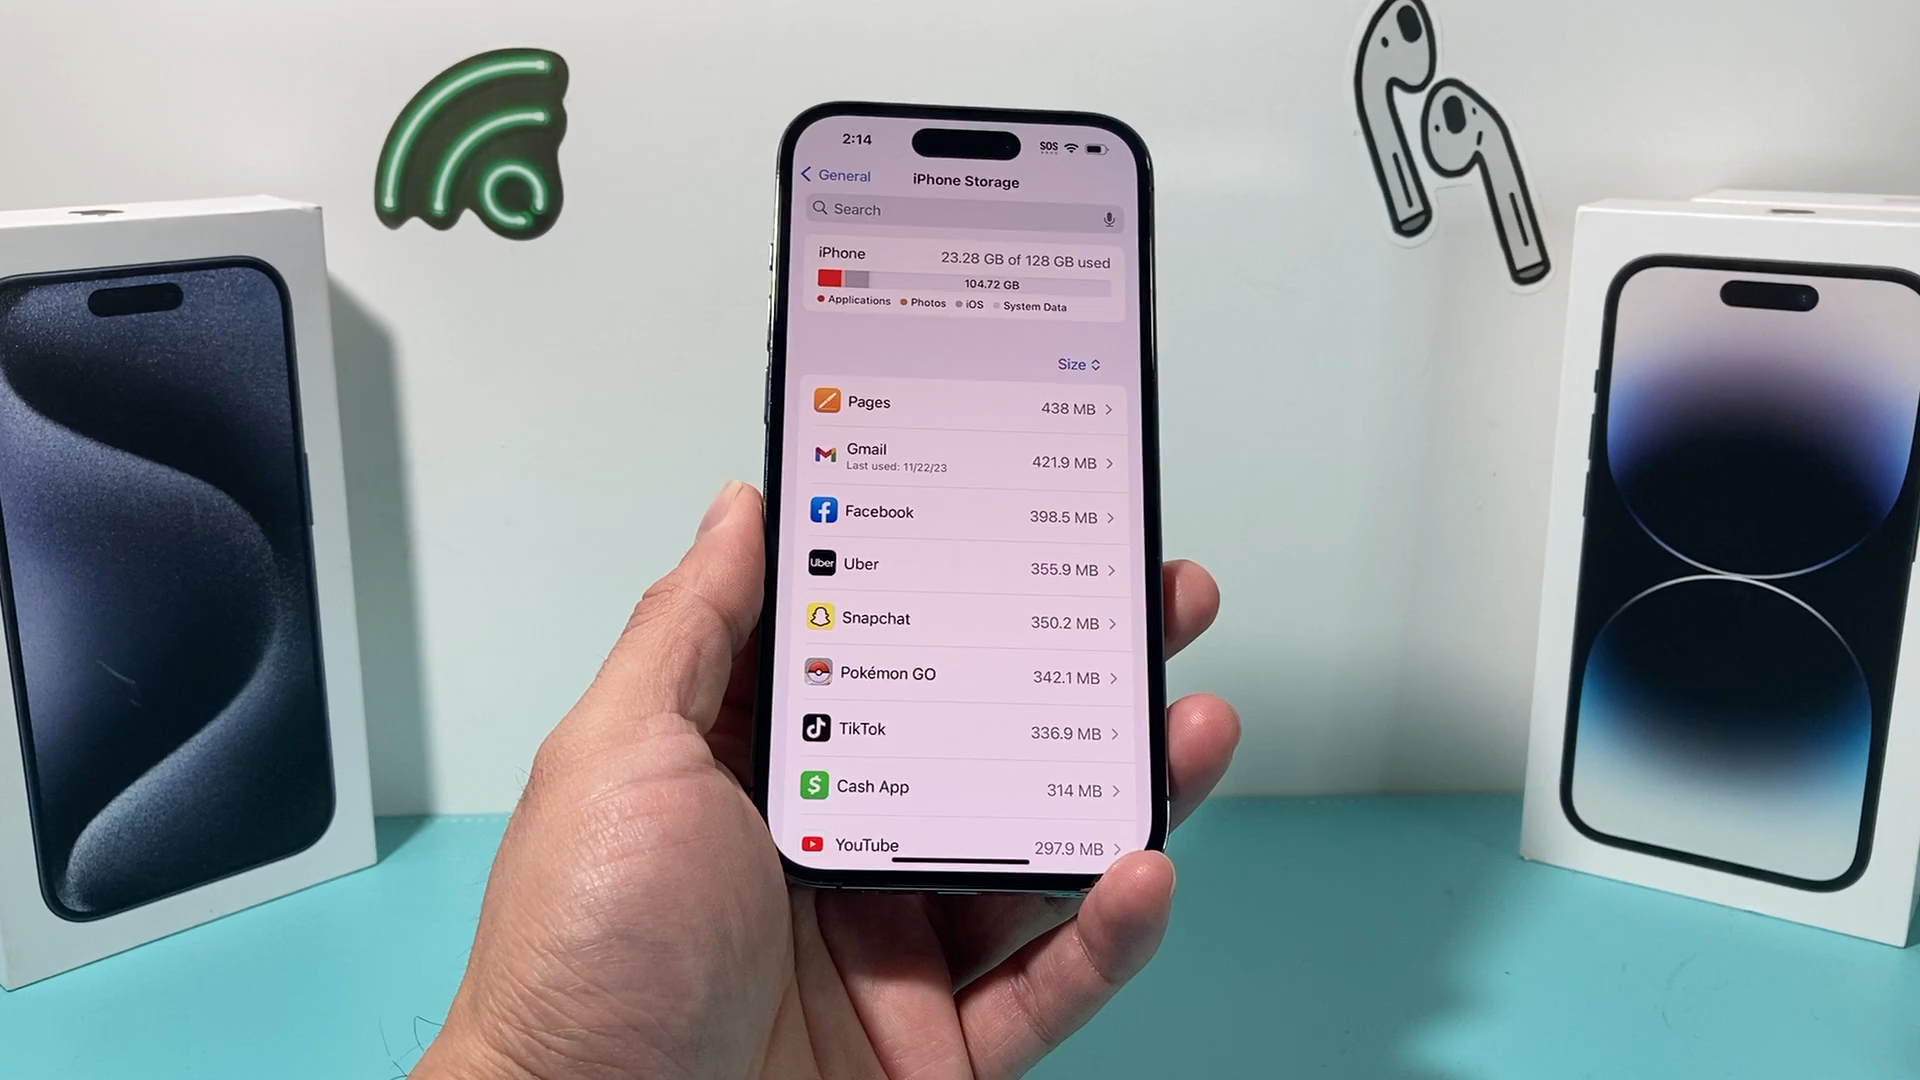 2:14
SOS
General
iPhone Storage
Search
iPhone
23.28 GB of 128 GB used
104.72 GB
Applications Photos iOS System Data
Size
Pages 438 MB
Gmail
Last used: 11/22/23
421.9 MB
Facebook 398.5 MB
Uber Uber 355.9 MB
Snapchat 350.2 MB
Pokémon GO 342.1 MB
TikTok 336.9 MB
Cash App 314 MB
YouTube 297.9 MB